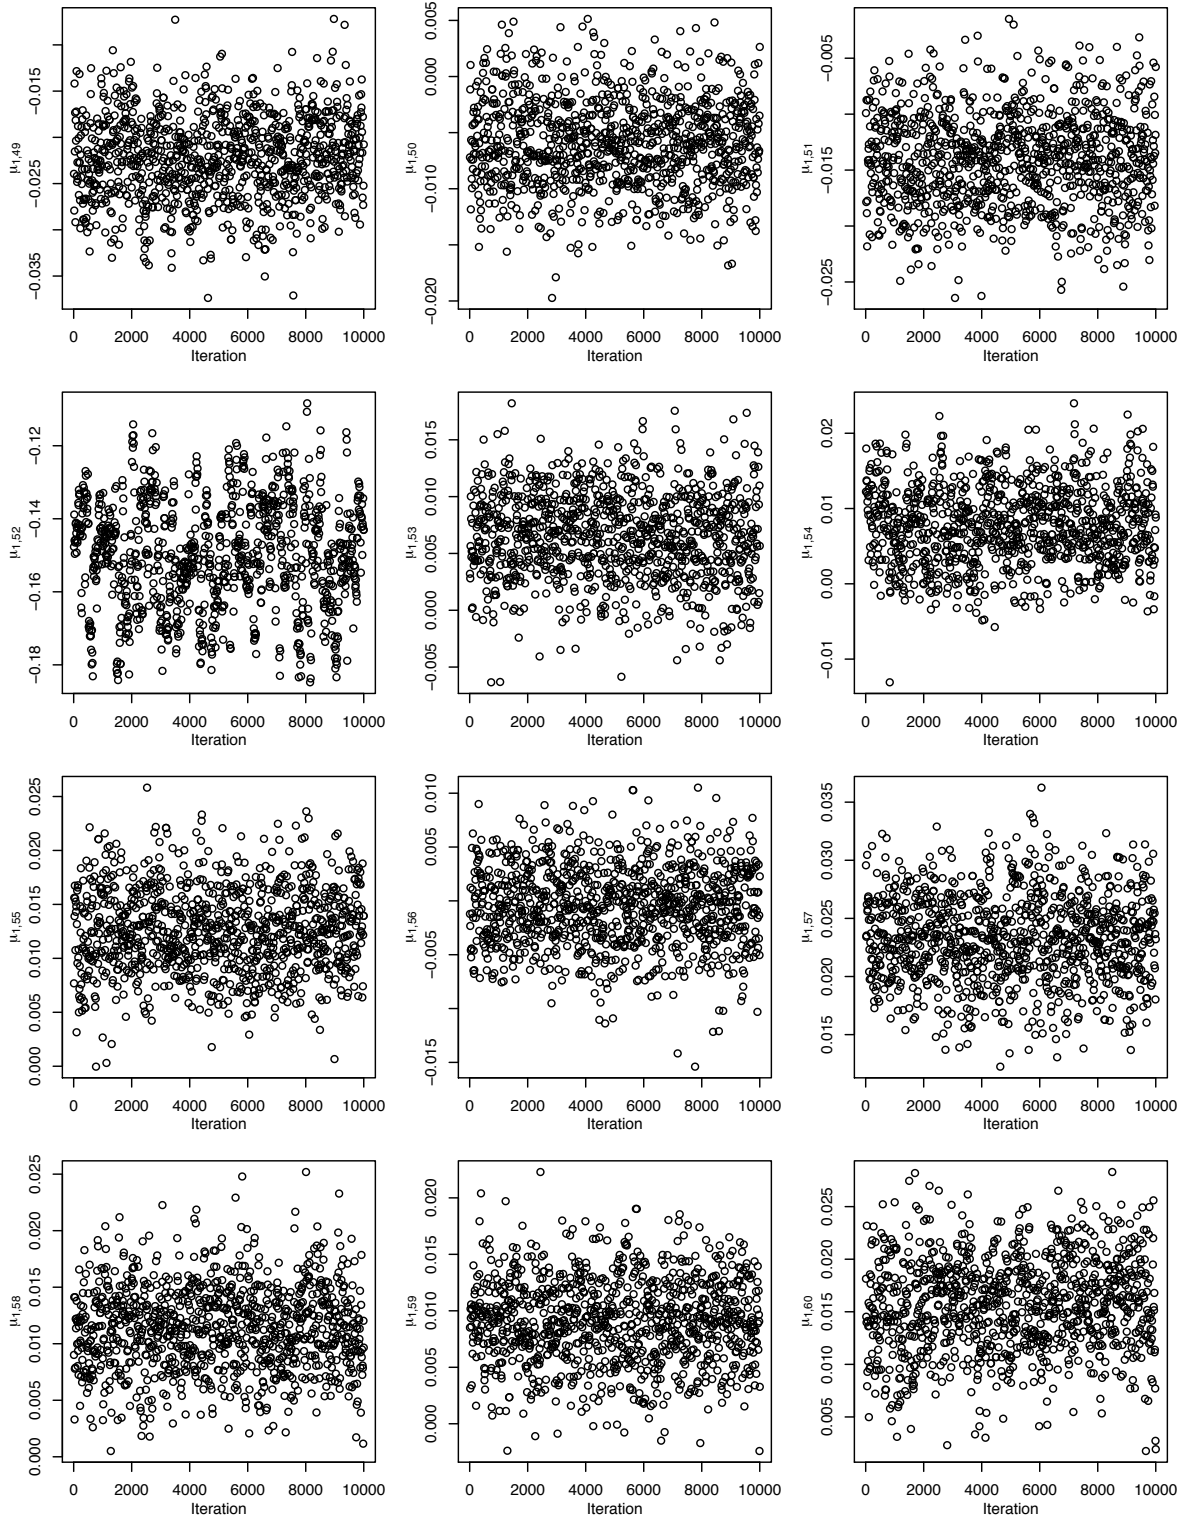 μ1,49
−0.035 −0.025 −0.015
0 2000 4000 6000 8000 10000
Iteration
μ1,50
−0.020 −0.010 0.000 0.005
0 2000 4000 6000 8000 10000
Iteration
μ1,51
−0.025 −0.015 −0.005
0 2000 4000 6000 8000 10000
Iteration
μ1,52
−0.18 −0.16 −0.14 −0.12
0 2000 4000 6000 8000 10000
Iteration
μ1,53
−0.005 0.000 0.005 0.010 0.015
0 2000 4000 6000 8000 10000
Iteration
μ1,54
−0.01 0.00 0.01 0.02
0 2000 4000 6000 8000 10000
Iteration
μ1,55
0.000 0.005 0.010 0.015 0.020 0.025
0 2000 4000 6000 8000 10000
Iteration
μ1,56
−0.015 −0.005 0.005 0.010
0 2000 4000 6000 8000 10000
Iteration
μ1,57
0.015 0.020 0.025 0.030 0.035
0 2000 4000 6000 8000 10000
Iteration
μ1,58
0.000 0.005 0.010 0.015 0.020 0.025
0 2000 4000 6000 8000 10000
Iteration
μ1,59
0.000 0.005 0.010 0.015 0.020
0 2000 4000 6000 8000 10000
Iteration
μ1,60
0.005 0.010 0.015 0.020 0.025
0 2000 4000 6000 8000 10000
Iteration